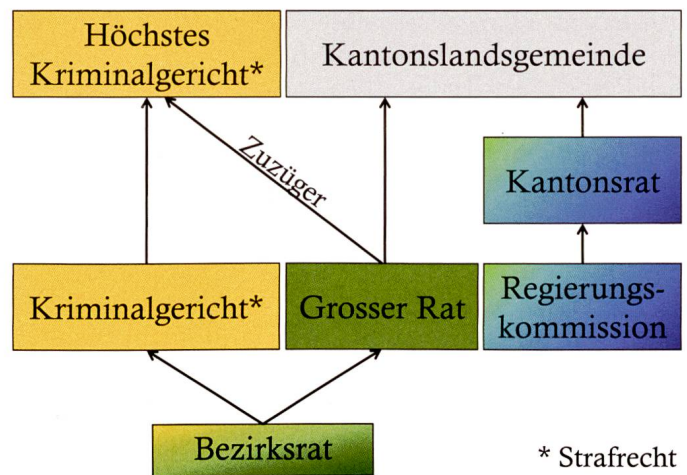 Höchstes
Kriminalgericht*
Kantonslandsgemeinde
Zuzüger
Kantonsrat
Kriminalgericht*
Grosser Rat
Regierungs-
kommission
Bezirksrat
* Strafrecht